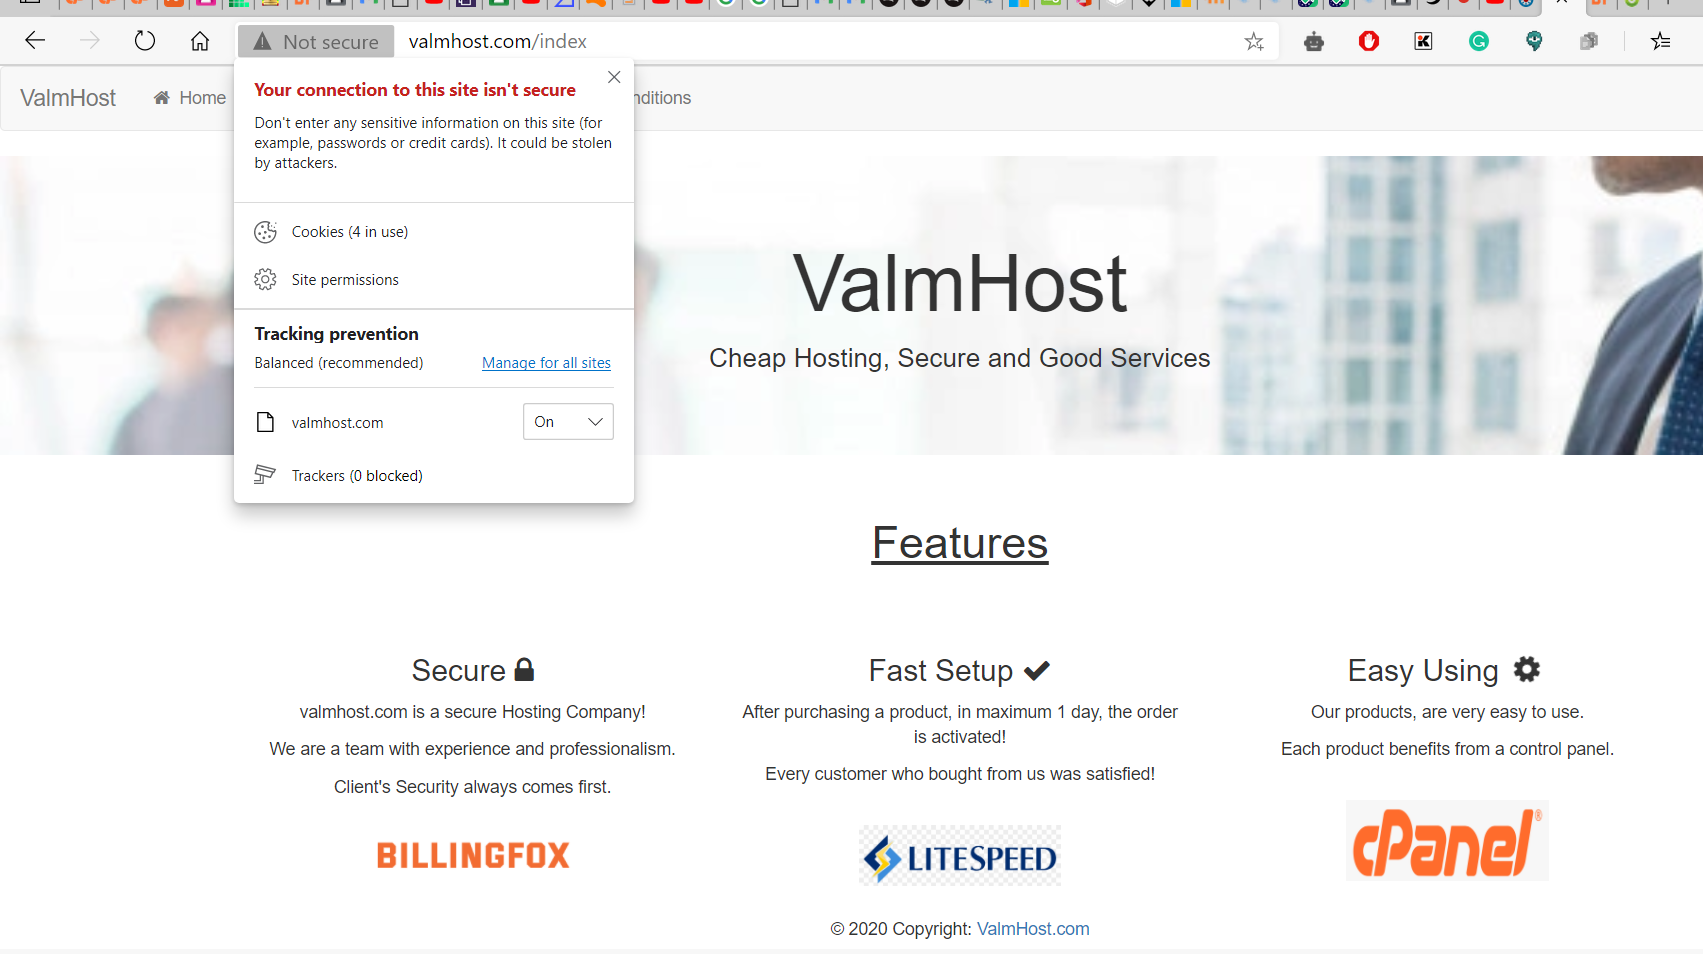 Not secure
valmhost.com/index
ValmHost
Home
nditions
Your connection to this site isn't secure
Don't enter any sensitive information on this site (for
example, passwords or credit cards). It could be stolen
by attackers.
Cookies (4 in use)
Site permissions
Tracking prevention
Balanced (recommended)
Manage for all sites
valmhost.com
On
Trackers (0 blocked)
ValmHost
Cheap Hosting, Secure and Good Services
Features
Secure
valmhost.com is a secure Hosting Company!
We are a team with experience and professionalism.
Client's Security always comes first.
BILLINGFOX
Fast Setup
After purchasing a product, in maximum 1 day, the order
is activated!
Every customer who bought from us was satisfied!
LITESPEED
Easy Using
Our products, are very easy to use.
Each product benefits from a control panel.
cPanel®
© 2020 Copyright: ValmHost.com